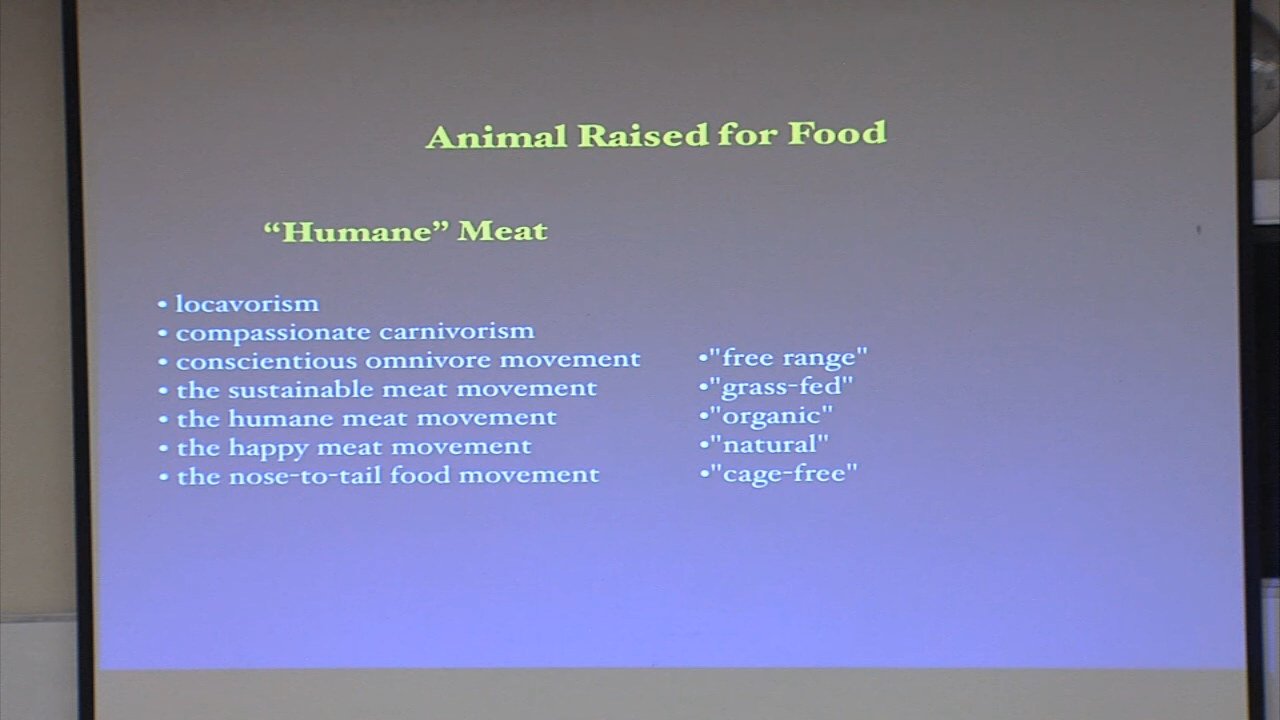 Animal Raised for Food
“Humane” Meat
• locavorism
• compassionate carnivorism
• conscientious omnivore movement
• the sustainable meat movement
• the humane meat movement
• the happy meat movement
• the nose-to-tail food movement
•"free range"
•"grass-fed"
•"organic"
•"natural"
•"cage-free"